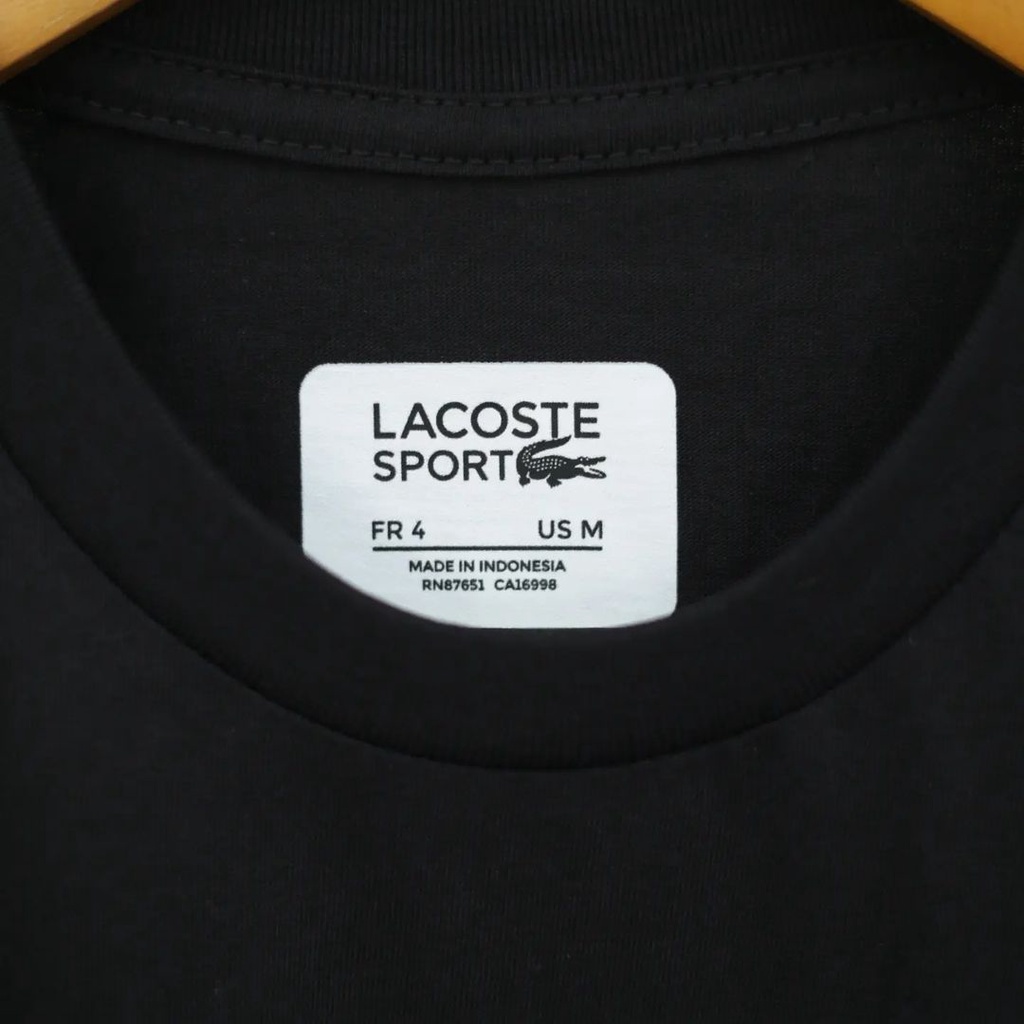 LACOSTE
SPORT
FR 4 US M
MADE IN INDONESIA
RN87651 CA16998